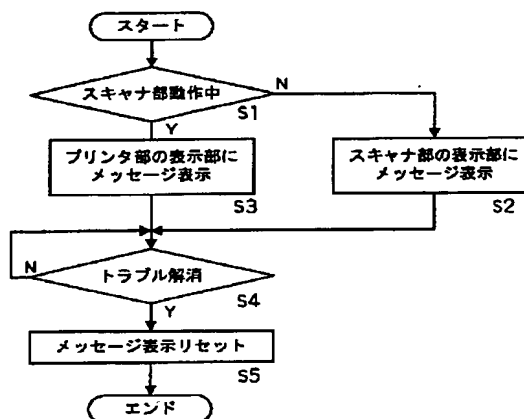 スタート
スキャナ部動作中
N
S1
Y
プリンタ部の表示部に
メッセージ表示
S3
スキャナ部の表示部に
メッセージ表示
S2
N
トラブル解消
S4
Y
メッセージ表示リセット
S5
エンド